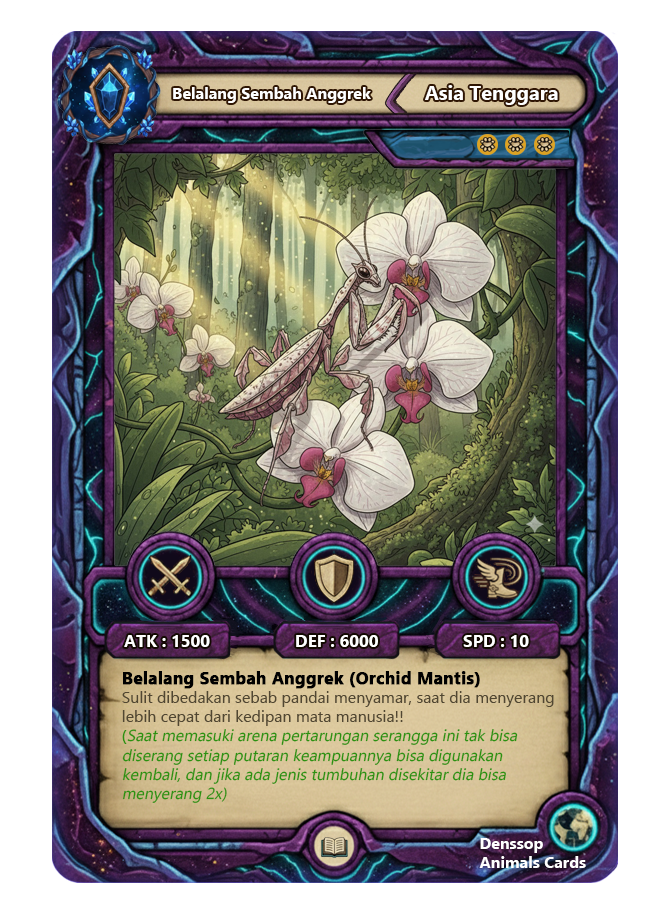 Belalang Sembah Anggrek
Asia Tenggara
ATK : 1500
DEF : 6000
SPD : 10
Belalang Sembah Anggrek (Orchid Mantis)
Sulit dibedakan sebab pandai menyamar, saat dia menyerang
lebih cepat dari kedipan mata manusia!!
(Saat memasuki arena pertarungan serangga ini tak bisa
diserang setiap putaran keampuannya bisa digunakan
kembali, dan jika ada jenis tumbuhan disekitar dia bisa
menyerang 2x)
Denssop
Animals Cards